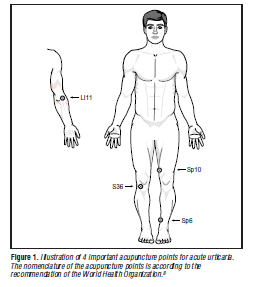 LI11
Sp10
S36
Sp6
Figure 1. Illustration of 4 important acupuncture points for acute urticaria.
The nomenclature of the acupuncture points is according to the
recommendation of the World Health Organization.⁸